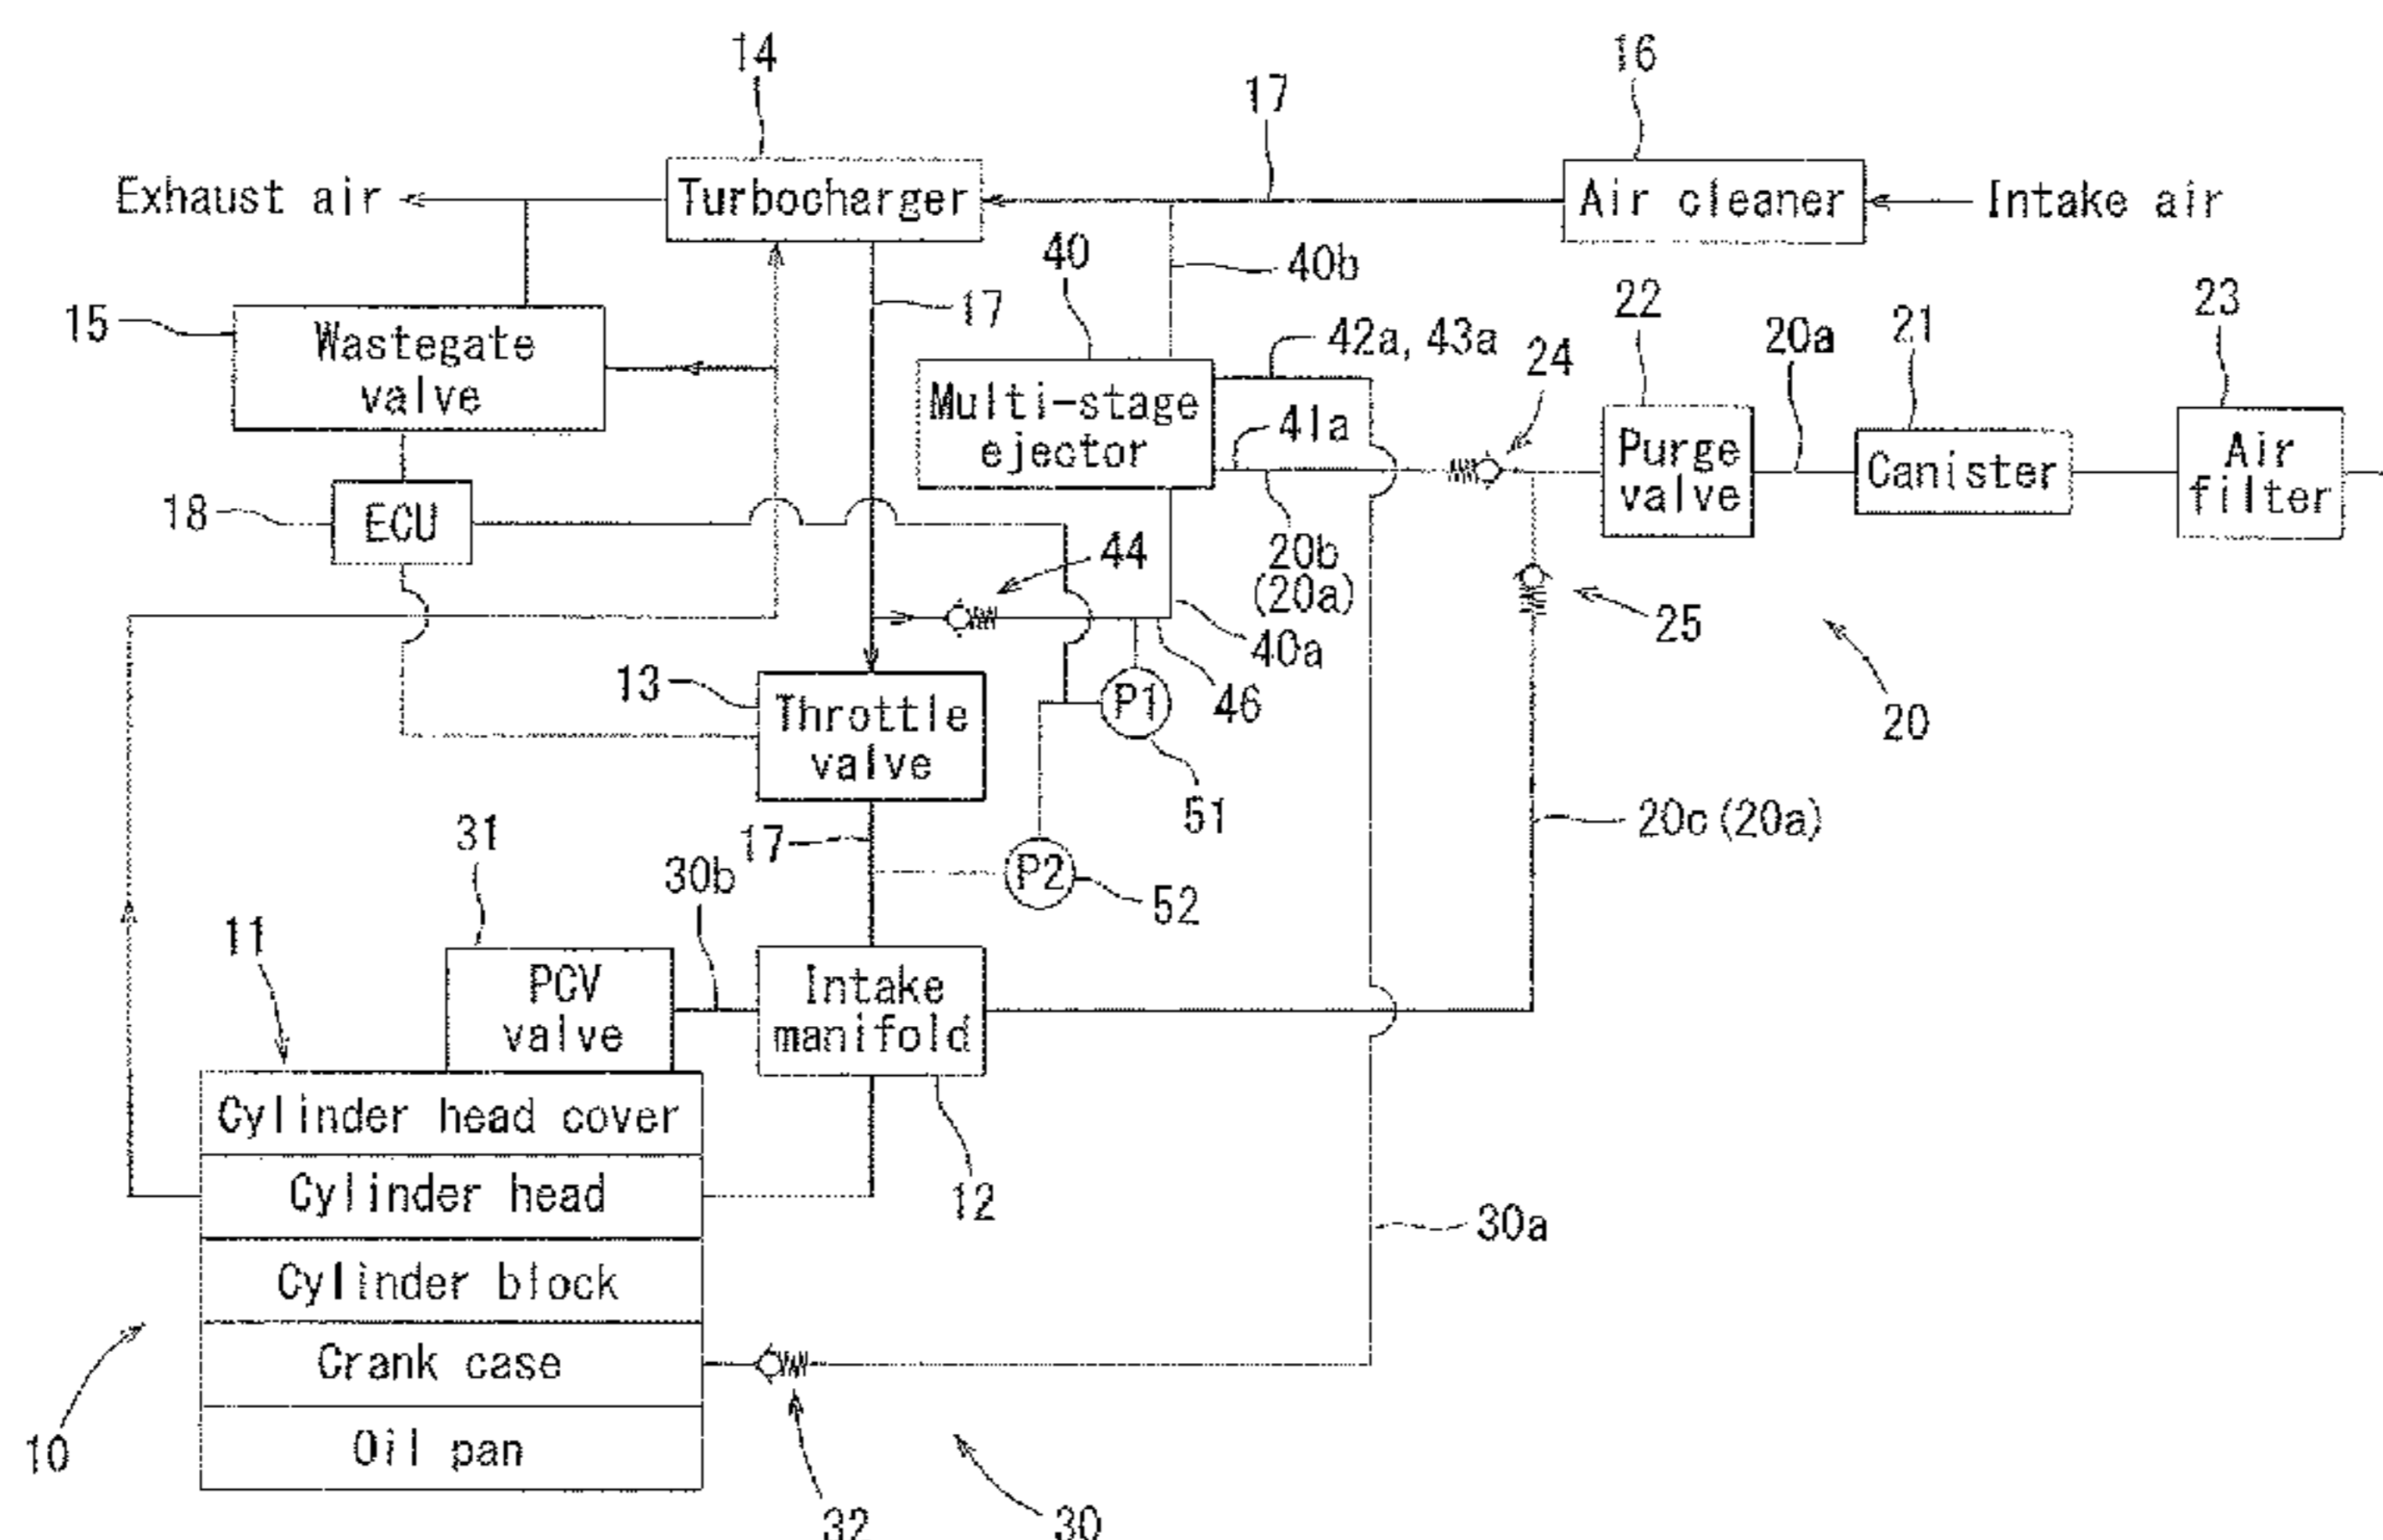 14
16
17
Exhaust air
Turbocharger
Air cleaner
Intake air
40
40b
15
Wastegate
valve
17
42a, 43a
24
22
20a
21
23
Multi-stage
ejector
41a
Purge
valve
Canister
Air
filter
18
ECU
44
20b
(20a)
25
40a
13
Throttle
valve
P1
46
20
51
20c (20a)
31
17
30b
P2
52
11
PCV
valve
Intake
manifold
Cylinder head cover
Cylinder head
12
30a
Cylinder block
Crank case
10
Oil pan
32
30